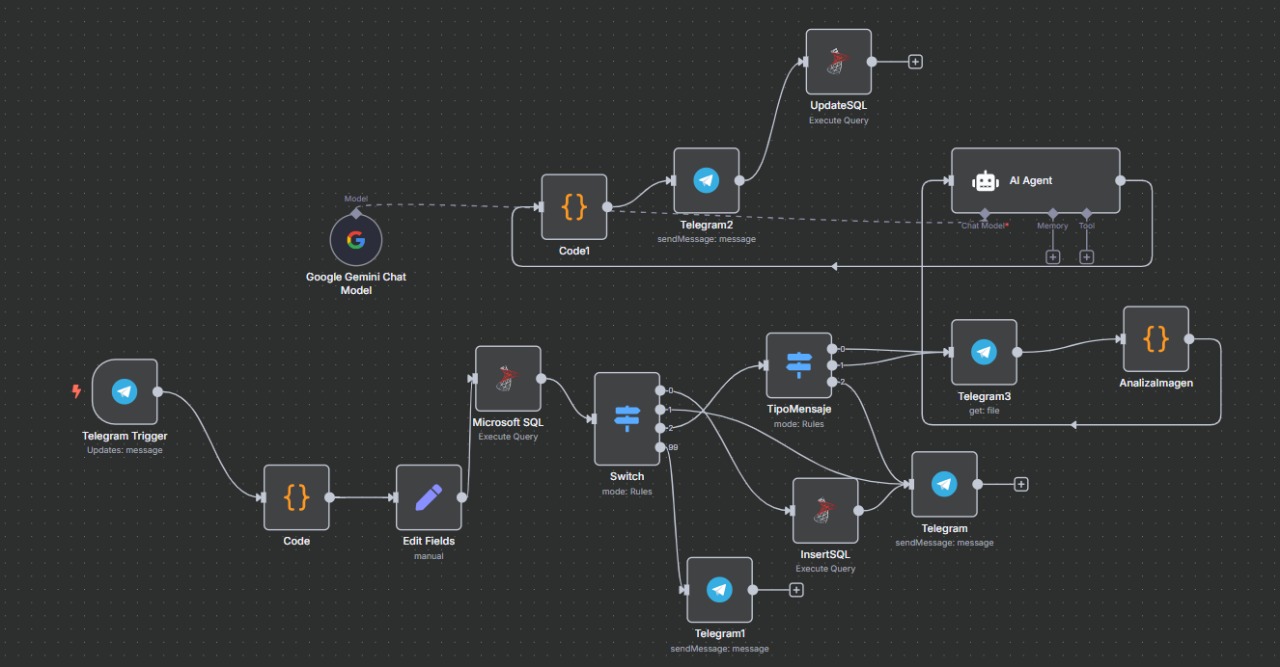 UpdateSQL
Execute Query
Model
Google Gemini Chat
Model
{}
Code1
Telegram2
sendMessage: message
AI Agent
Chat Model*
Memory
Tool
Telegram Trigger
Updates: message
{}
Code
Edit Fields
manual
Microsoft SQL
Execute Query
0
1
2
99
Switch
mode: Rules
0
1
2
TipoMensaje
mode: Rules
Telegram3
get: file
{}
AnalizaImagen
InsertSQL
Execute Query
Telegram
sendMessage: message
Telegram1
sendMessage: message